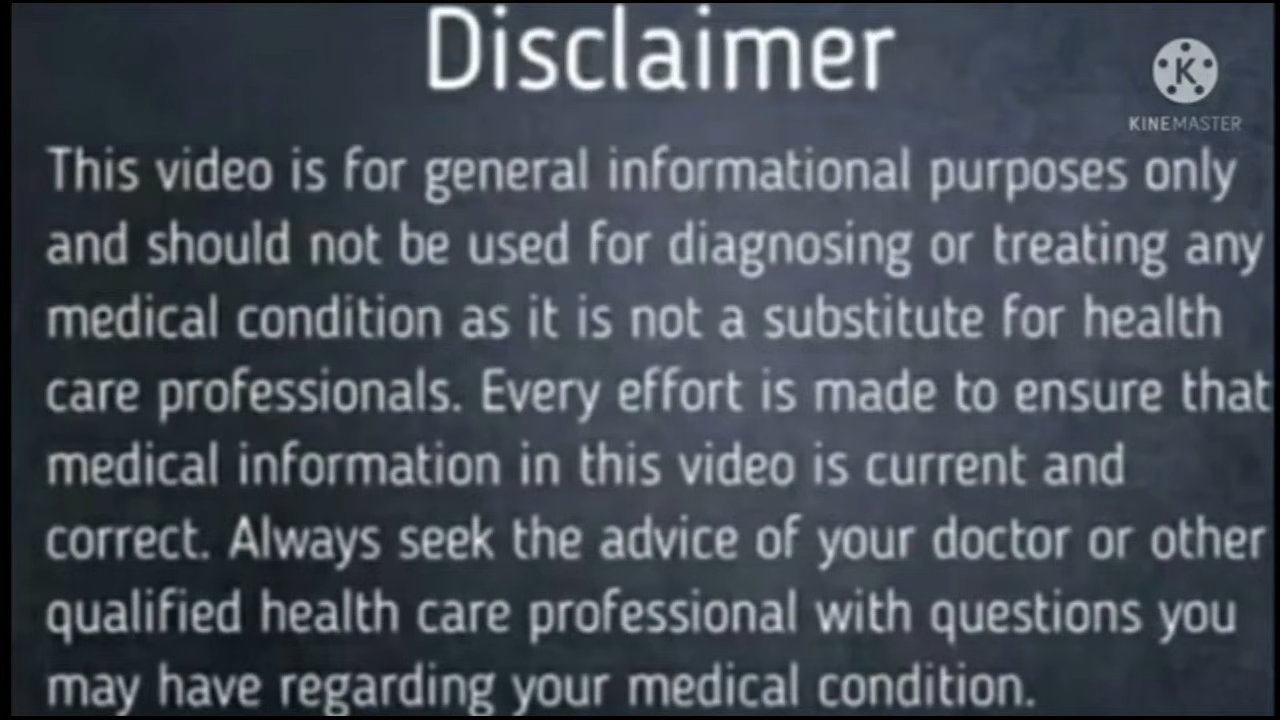 Disclaimer
K
KINEMASTER
This video is for general informational purposes only
and should not be used for diagnosing or treating any
medical condition as it is not a substitute for health
care professionals. Every effort is made to ensure that
medical information in this video is current and
correct. Always seek the advice of your doctor or other
qualified health care professional with questions you
may have regarding your medical condition.